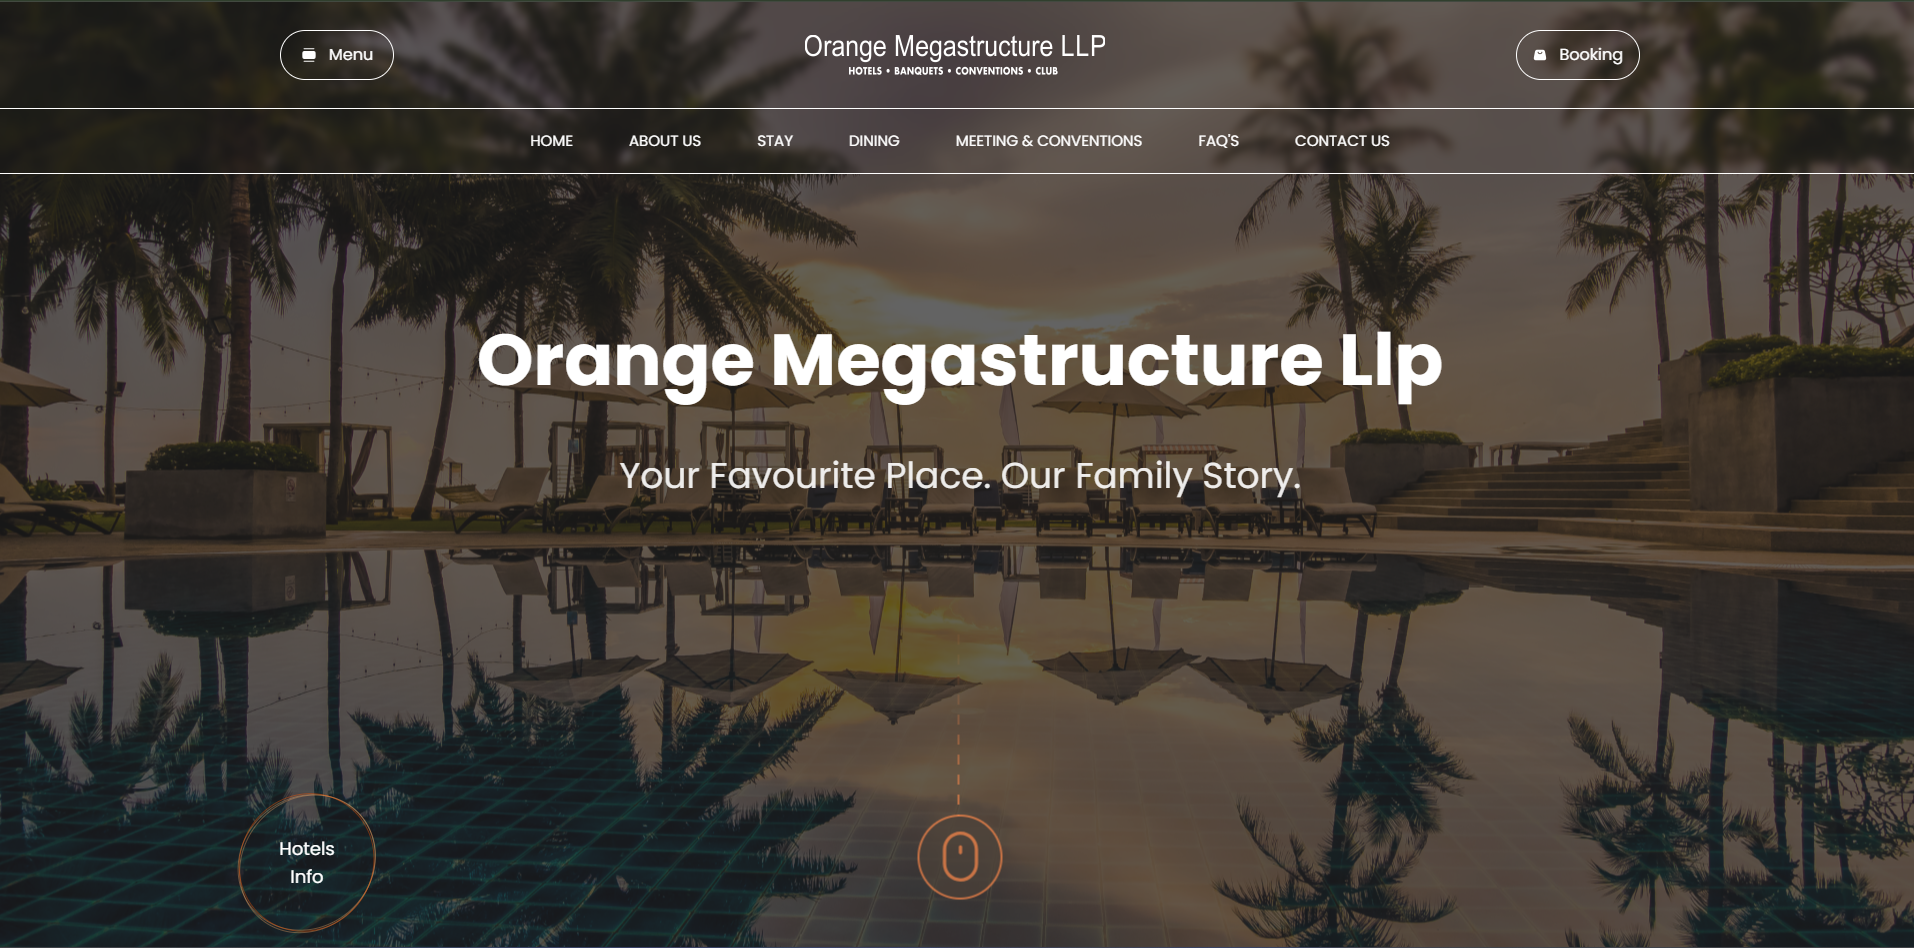 Menu
Orange Megastructure LLP
HOTELS • BANQUETS • CONVENTIONS • CLUB
Booking
HOME
ABOUT US
STAY
DINING
MEETING & CONVENTIONS
FAQ'S
CONTACT US
Orange Megastructure Llp
Your Favourite Place. Our Family Story.
Hotels
Info